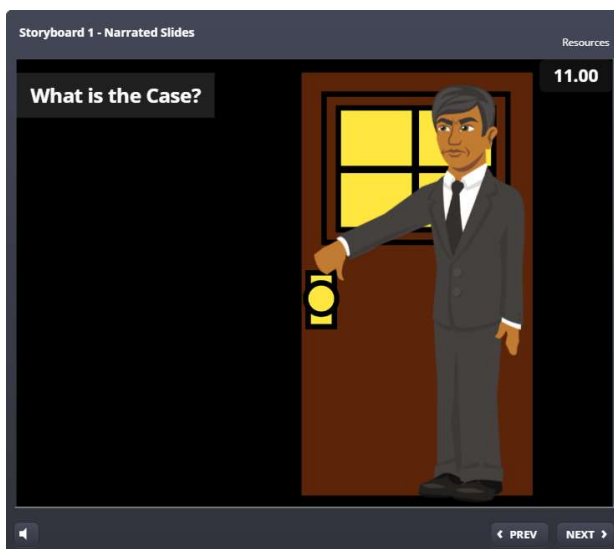 Storyboard 1 - Narrated Slides
Resources
11.00
What is the Case?
PREV
NEXT